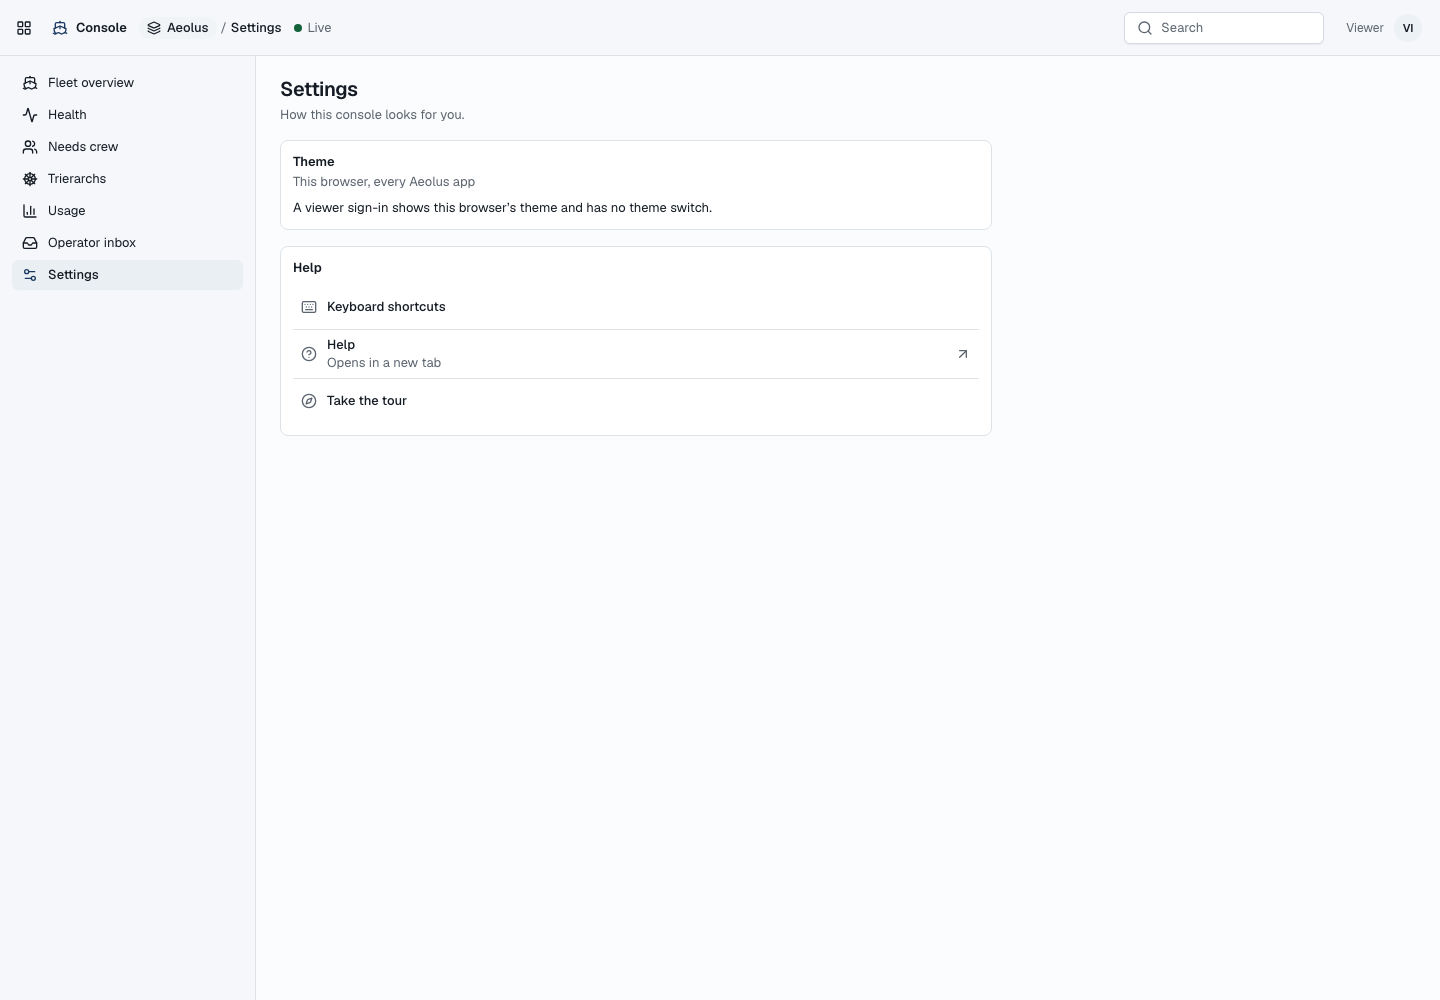 Console
Aeolus / Settings
Live
Search
Viewer
VI
Fleet overview
Health
Needs crew
Trierarchs
Usage
Operator inbox
Settings
Settings
How this console looks for you.
Theme
This browser, every Aeolus app
A viewer sign-in shows this browser’s theme and has no theme switch.
Help
Keyboard shortcuts
Help
Opens in a new tab
Take the tour